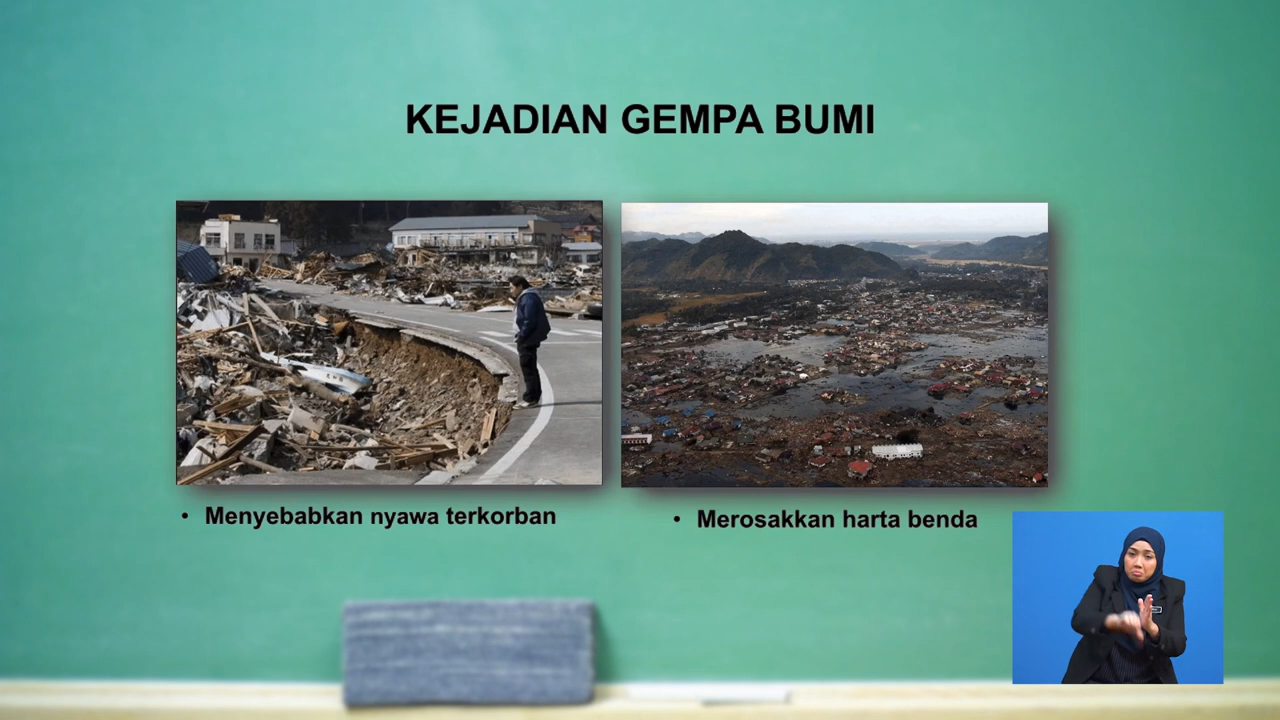 KEJADIAN GEMPA BUMI
• Menyebabkan nyawa terkorban
• Merosakkan harta benda